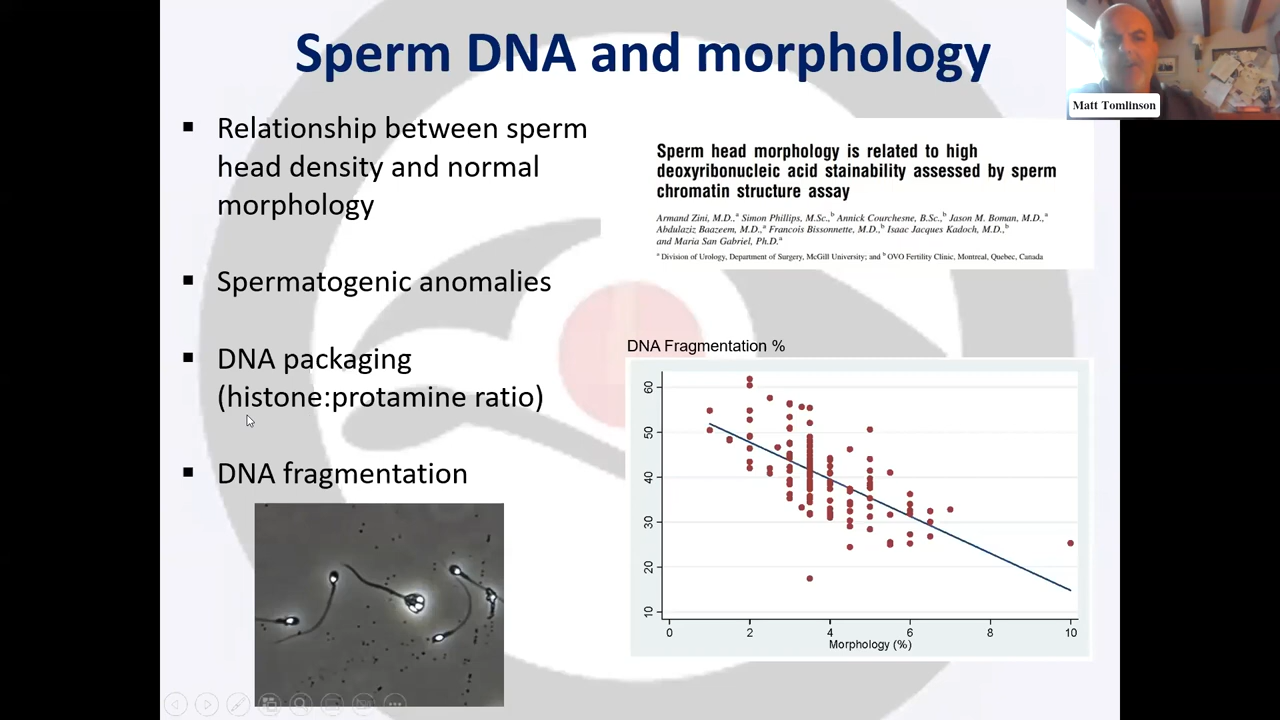 Sperm DNA and morphology
Matt Tomlinson
▪ Relationship between sperm
head density and normal
morphology
▪ Spermatogenic anomalies
▪ DNA packaging
(histone:protamine ratio)
▪ DNA fragmentation
Sperm head morphology is related to high
deoxyribonucleic acid stainability assessed by sperm
chromatin structure assay
Armand Zini, M.D.,a Simon Phillips, M.Sc.,b Annick Courchesne, B.Sc.,b Jason M. Boman, M.D.,a
Abdulaziz Baazeem, M.D.,a Francois Bissonnette, M.D.,b Isaac Jacques Kadoch, M.D.,b
and Maria San Gabriel, Ph.D.a
a Division of Urology, Department of Surgery, McGill University; and b OVO Fertility Clinic, Montreal, Quebec, Canada
DNA Fragmentation %
60
50
40
30
20
10
0 2 4 6 8 10
Morphology (%)